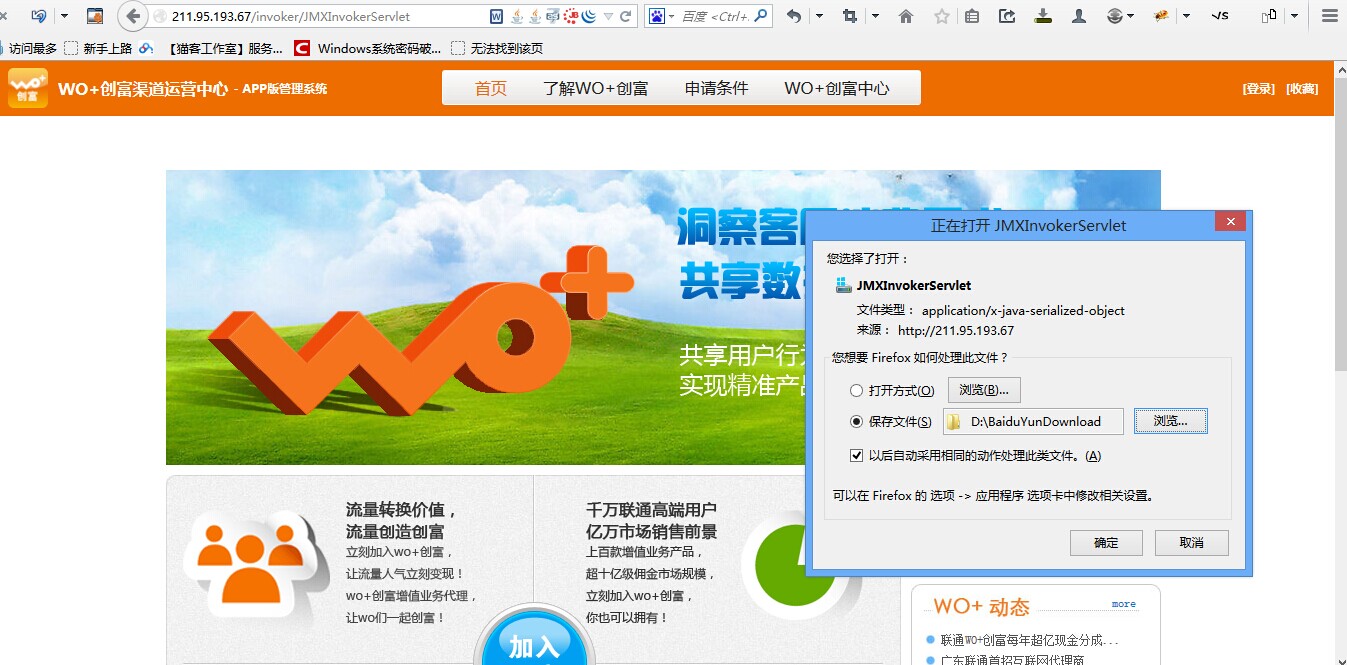 211.95.193.67/invoker/JMXInvokerServlet
百度 <Ctrl+.
访问最多 新手上路 【猫客工作室】服务... Windows系统密码破... 无法找到该页
WO+ 创富
WO+创富渠道运营中心 - APP版管理系统
首页 了解WO+创富 申请条件 WO+创富中心
[登录] [收藏]
洞察客
共享数
wo+
共享用户行
实现精准产
正在打开 JMXInvokerServlet
您选择了打开：
JMXInvokerServlet
文件类型： application/x-java-serialized-object
来源： http://211.95.193.67
您想要 Firefox 如何处理此文件？
打开方式(O) 浏览(B)...
保存文件(S) D:\BaiduYunDownload 浏览...
以后自动采用相同的动作处理此类文件。(A)
可以在 Firefox 的 选项 -> 应用程序 选项卡中修改相关设置。
确定 取消
流量转换价值，
流量创造创富
立刻加入wo+创富，
让流量人气立刻变现！
wo+创富增值业务代理，
让wo们一起创富！
千万联通高端用户
亿万市场销售前景
上百款增值业务产品，
超十亿级佣金市场规模，
立刻加入wo+创富，
你也可以拥有！
加入
WO+ 动态 more
联通WO+创富每年超亿现金分成...
广东联通首招互联网代理商